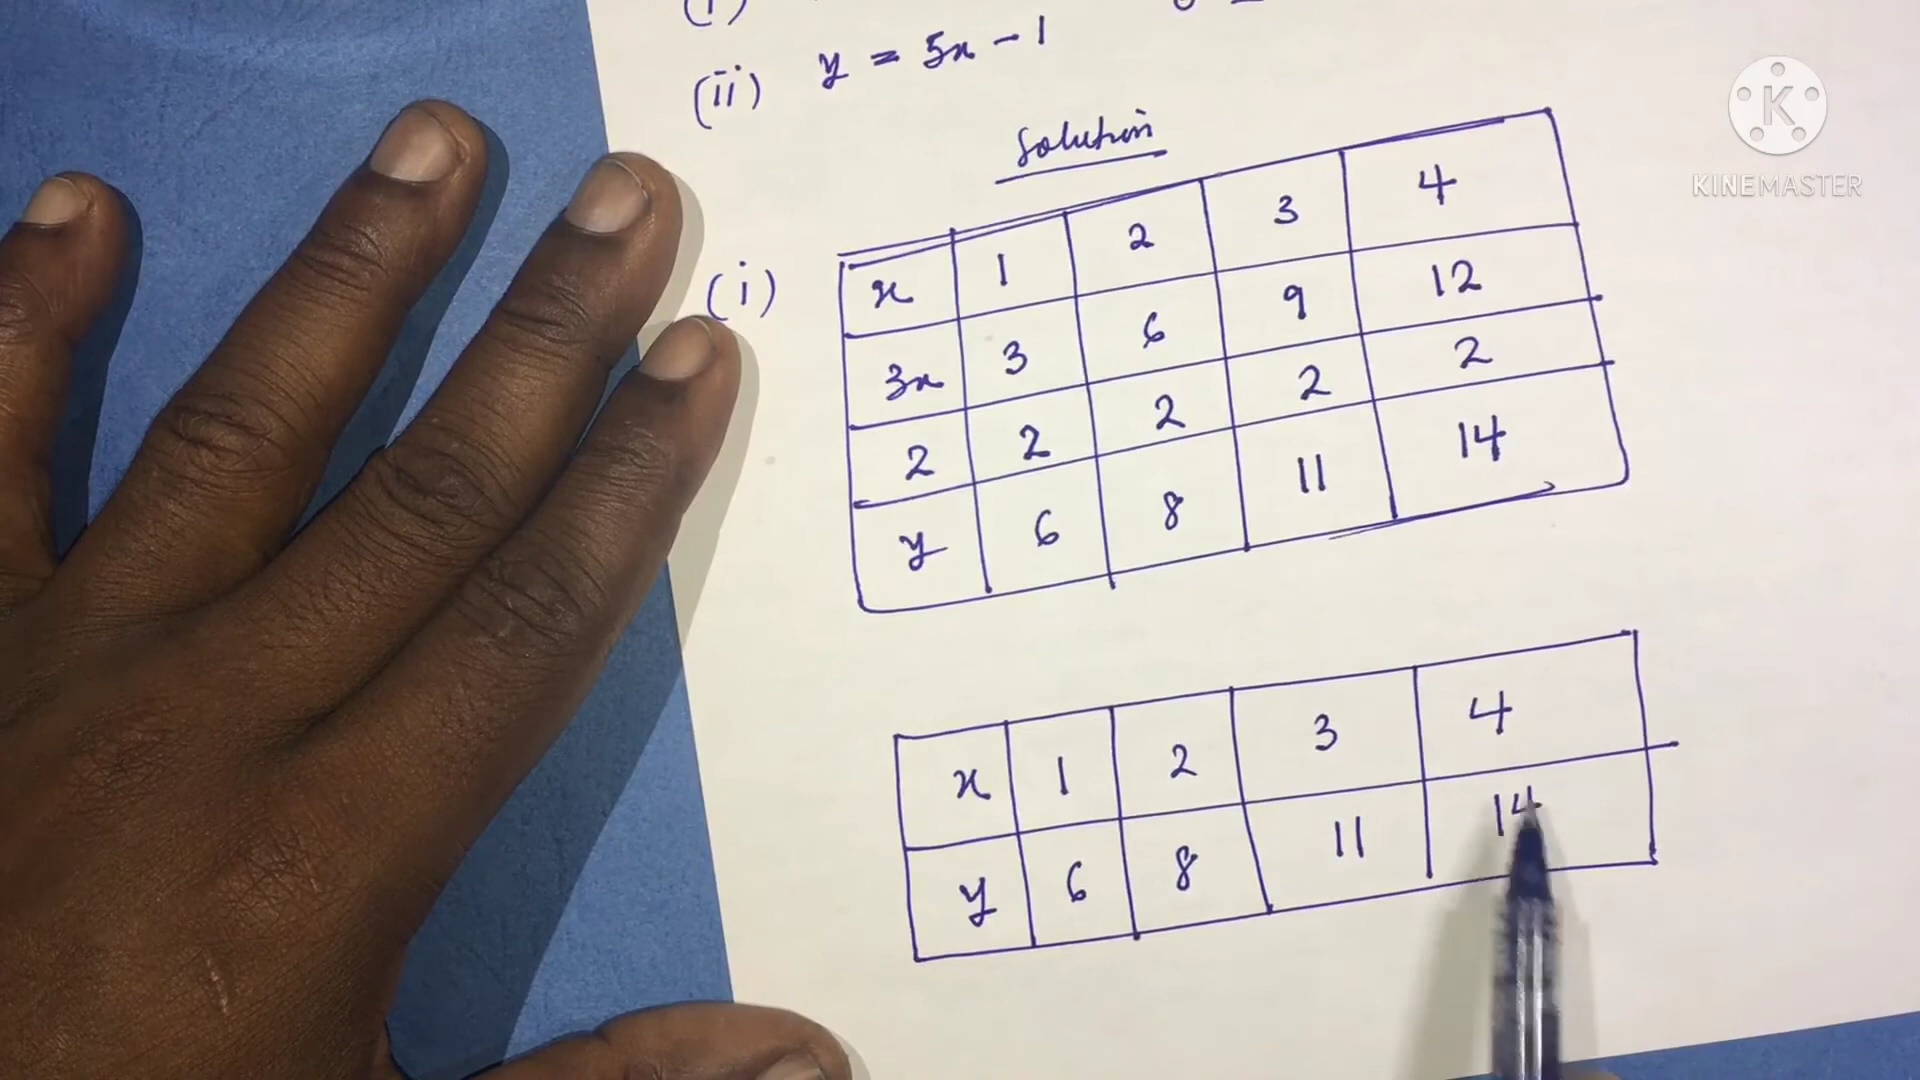 (i)
(ii) y = 5x - 1
Solution
(i)
x 1 2 3 4
3x 3 6 9 12
2 2 2 2 2
y 6 8 11 14
x 1 2 3 4
y 6 8 11 14
KINEMASTER